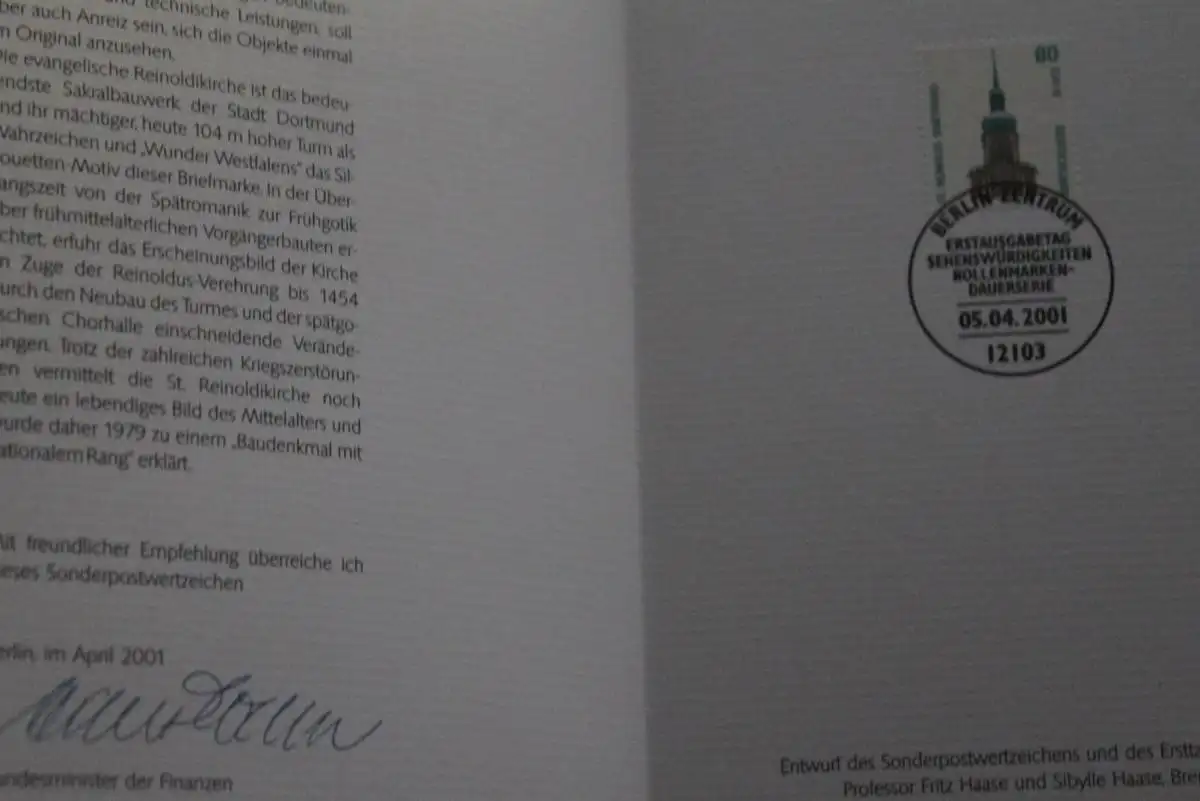 technische Leistungen, soll
ber auch Anreiz sein, sich die Objekte einmal
n Original anzusehen.
Die evangelische Reinoldikirche ist das bedeu-
endste Sakralbauwerk der Stadt Dortmund
nd ihr mächtiger, heute 104 m hoher Turm als
Wahrzeichen und „Wunder Westfalens" das Sil-
ouetten-Motiv dieser Briefmarke. In der Über-
angszeit von der Spätromanik zur Frühgotik
ber frühmittelalterlichen Vorgängerbauten er-
chtet, erfuhr das Erscheinungsbild der Kirche
n Zuge der Reinoldus-Verehrung bis 1454
urch den Neubau des Turmes und der spätgo-
schen Chorhalle einschneidende Verände-
ungen. Trotz der zahlreichen Kriegszerstörun-
en vermittelt die St. Reinoldikirche noch
eute ein lebendiges Bild des Mittelalters und
urde daher 1979 zu einem „Baudenkmal mit
ationalem Rang" erklärt.
Mit freundlicher Empfehlung überreiche ich
ieses Sonderpostwertzeichen
erlin, im April 2001
undesminister der Finanzen
80
BERLIN ZENTRUM
ERSTAUSGABETAG
SEHENSWÜRDIGKEITEN
ROLLENMARKEN-
DAUERSERIE
05.04.2001
12103
Entwurf des Sonderpostwertzeichens und des Erstta
Professor Fritz Haase und Sibylle Haase, Bre